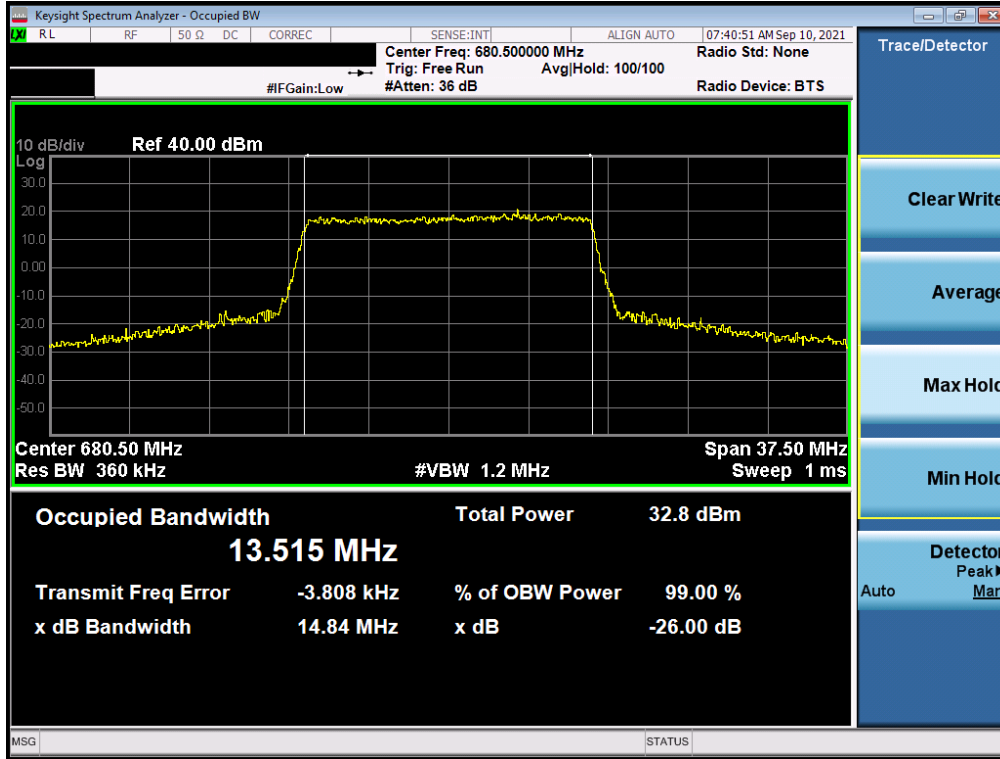 Keysight Spectrum Analyzer - Occupied BW
LXI RL RF 50 Ω DC CORREC SENSE:INT ALIGN AUTO 07:40:51 AM Sep 10, 2021
Center Freq: 680.500000 MHz Radio Std: None
Trig: Free Run Avg|Hold: 100/100
#IFGain:Low #Atten: 36 dB Radio Device: BTS
Trace/Detector
10 dB/div Ref 40.00 dBm
Log
30.0
20.0
10.0
0.00
-10.0
-20.0
-30.0
-40.0
-50.0
Center 680.50 MHz Span 37.50 MHz
Res BW 360 kHz #VBW 1.2 MHz Sweep 1 ms
Occupied Bandwidth Total Power 32.8 dBm
13.515 MHz
Transmit Freq Error -3.808 kHz % of OBW Power 99.00 %
x dB Bandwidth 14.84 MHz x dB -26.00 dB
Clear Write
Average
Max Hold
Min Hold
Detector
Peak
Auto Man
MSG STATUS